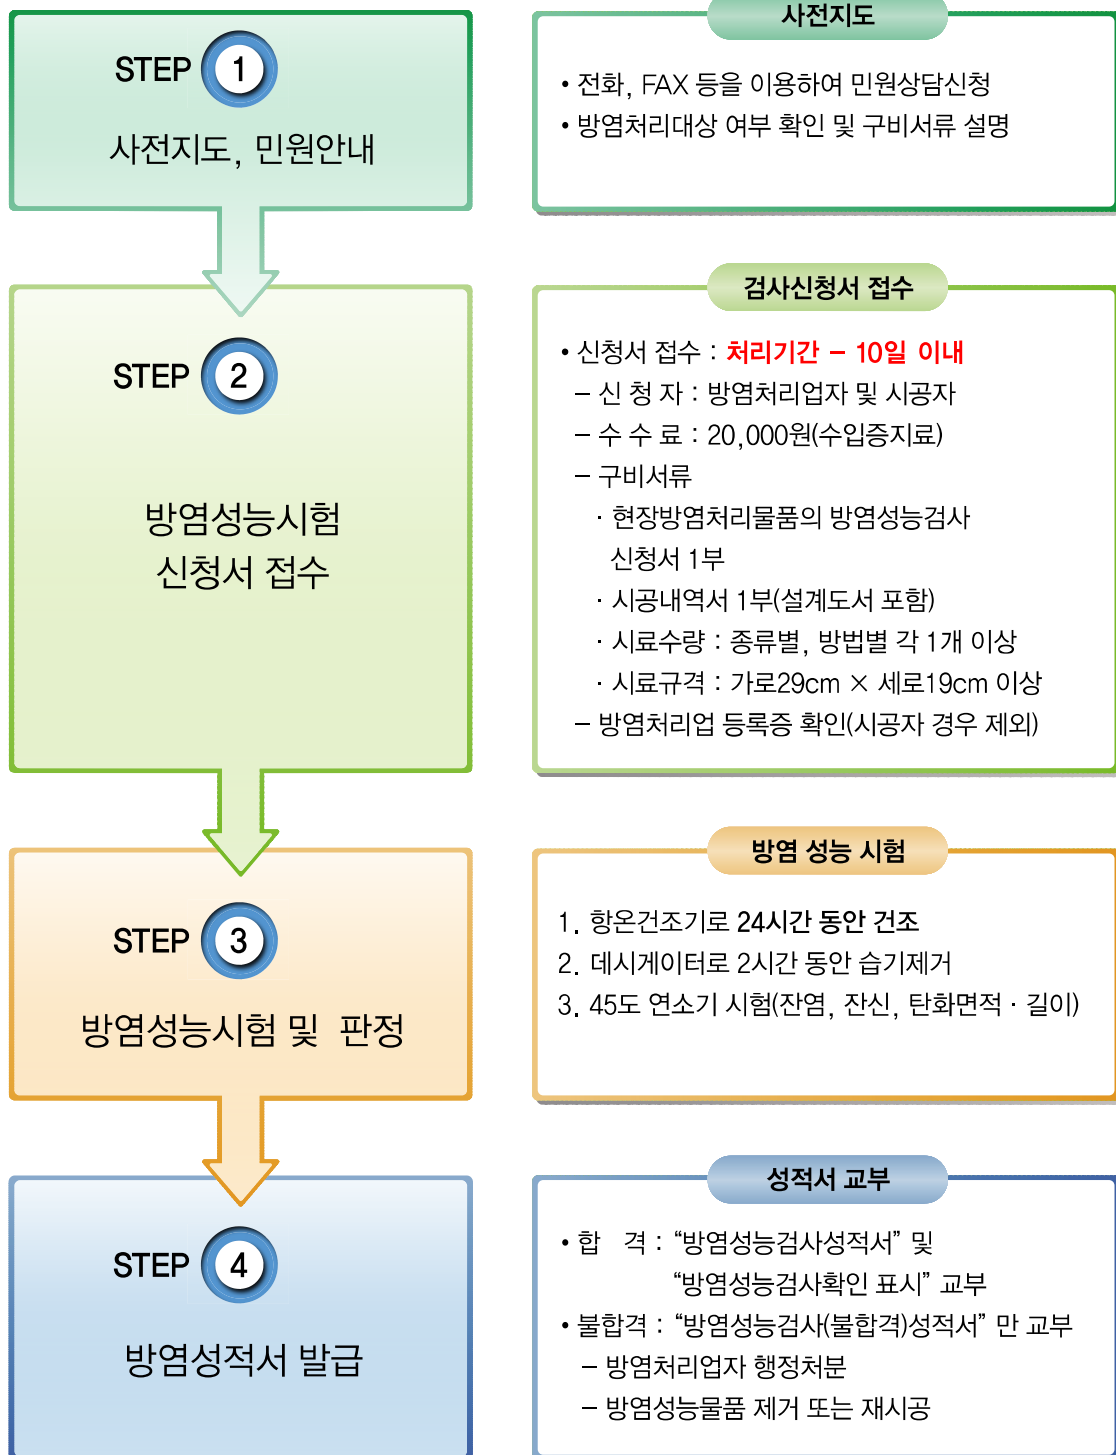 STEP 1
사전지도, 민원안내
사전지도
• 전화, FAX 등을 이용하여 민원상담신청
• 방염처리대상 여부 확인 및 구비서류 설명
STEP 2
방염성능시험
신청서 접수
검사신청서 접수
• 신청서 접수 : 처리기간 - 10일 이내
- 신 청 자 : 방염처리업자 및 시공자
- 수 수 료 : 20,000원(수입증지료)
- 구비서류
· 현장방염처리물품의 방염성능검사
신청서 1부
· 시공내역서 1부(설계도서 포함)
· 시료수량 : 종류별, 방법별 각 1개 이상
· 시료규격 : 가로29cm × 세로19cm 이상
- 방염처리업 등록증 확인(시공자 경우 제외)
STEP 3
방염성능시험 및 판정
방염 성능 시험
1. 항온건조기로 24시간 동안 건조
2. 데시게이터로 2시간 동안 습기제거
3. 45도 연소기 시험(잔염, 잔신, 탄화면적 · 길이)
STEP 4
방염성적서 발급
성적서 교부
• 합 격 : “방염성능검사성적서” 및
“방염성능검사확인 표시” 교부
• 불합격 : “방염성능검사(불합격)성적서” 만 교부
- 방염처리업자 행정처분
- 방염성능물품 제거 또는 재시공